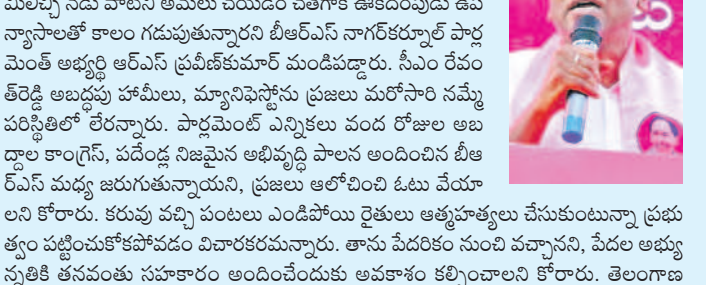 మిలిచ్చి నేడు వాటిని అమలు చేయడం చేతగాక ఊకదంపుడు ఉప
న్యాసాలతో కాలం గడుపుతున్నారని బీఆర్ఎస్ నాగర్‌కర్నూల్ పార్ల
మెంట్ అభ్యర్థి ఆర్ఎస్ ప్రవీణ్‌కుమార్ మండిపడ్డారు. సీఎం రేవం
త్‌రెడ్డి అబద్ధపు హామీలు, మ్యానిఫెస్టోను ప్రజలు మరోసారి నమ్మే
పరిస్థితిలో లేరన్నారు. పార్లమెంట్ ఎన్నికలు వంద రోజుల అబ
ద్దాల కాంగ్రెస్, పదేండ్ల నిజమైన అభివృద్ధి పాలన అందించిన బీఆ
ర్ఎస్ మధ్య జరుగుతున్నాయని, ప్రజలు ఆలోచించి ఓటు వేయా
లని కోరారు. కరువు వచ్చి పంటలు ఎండిపోయి రైతులు ఆత్మహత్యలు చేసుకుంటున్నా ప్రభు
త్వం పట్టించుకోకపోవడం విచారకరమన్నారు. తాను పేదరికం నుంచి వచ్చానని, పేదల అభ్యు
న్నతికి తనవంతు సహకారం అందించేందుకు అవకాశం కల్పించాలని కోరారు. తెలంగాణ